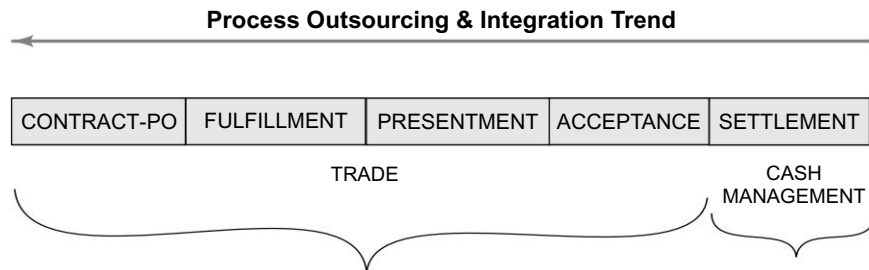 Process Outsourcing & Integration Trend
CONTRACT-PO FULFILLMENT PRESENTMENT ACCEPTANCE SETTLEMENT
TRADE
CASH
MANAGEMENT